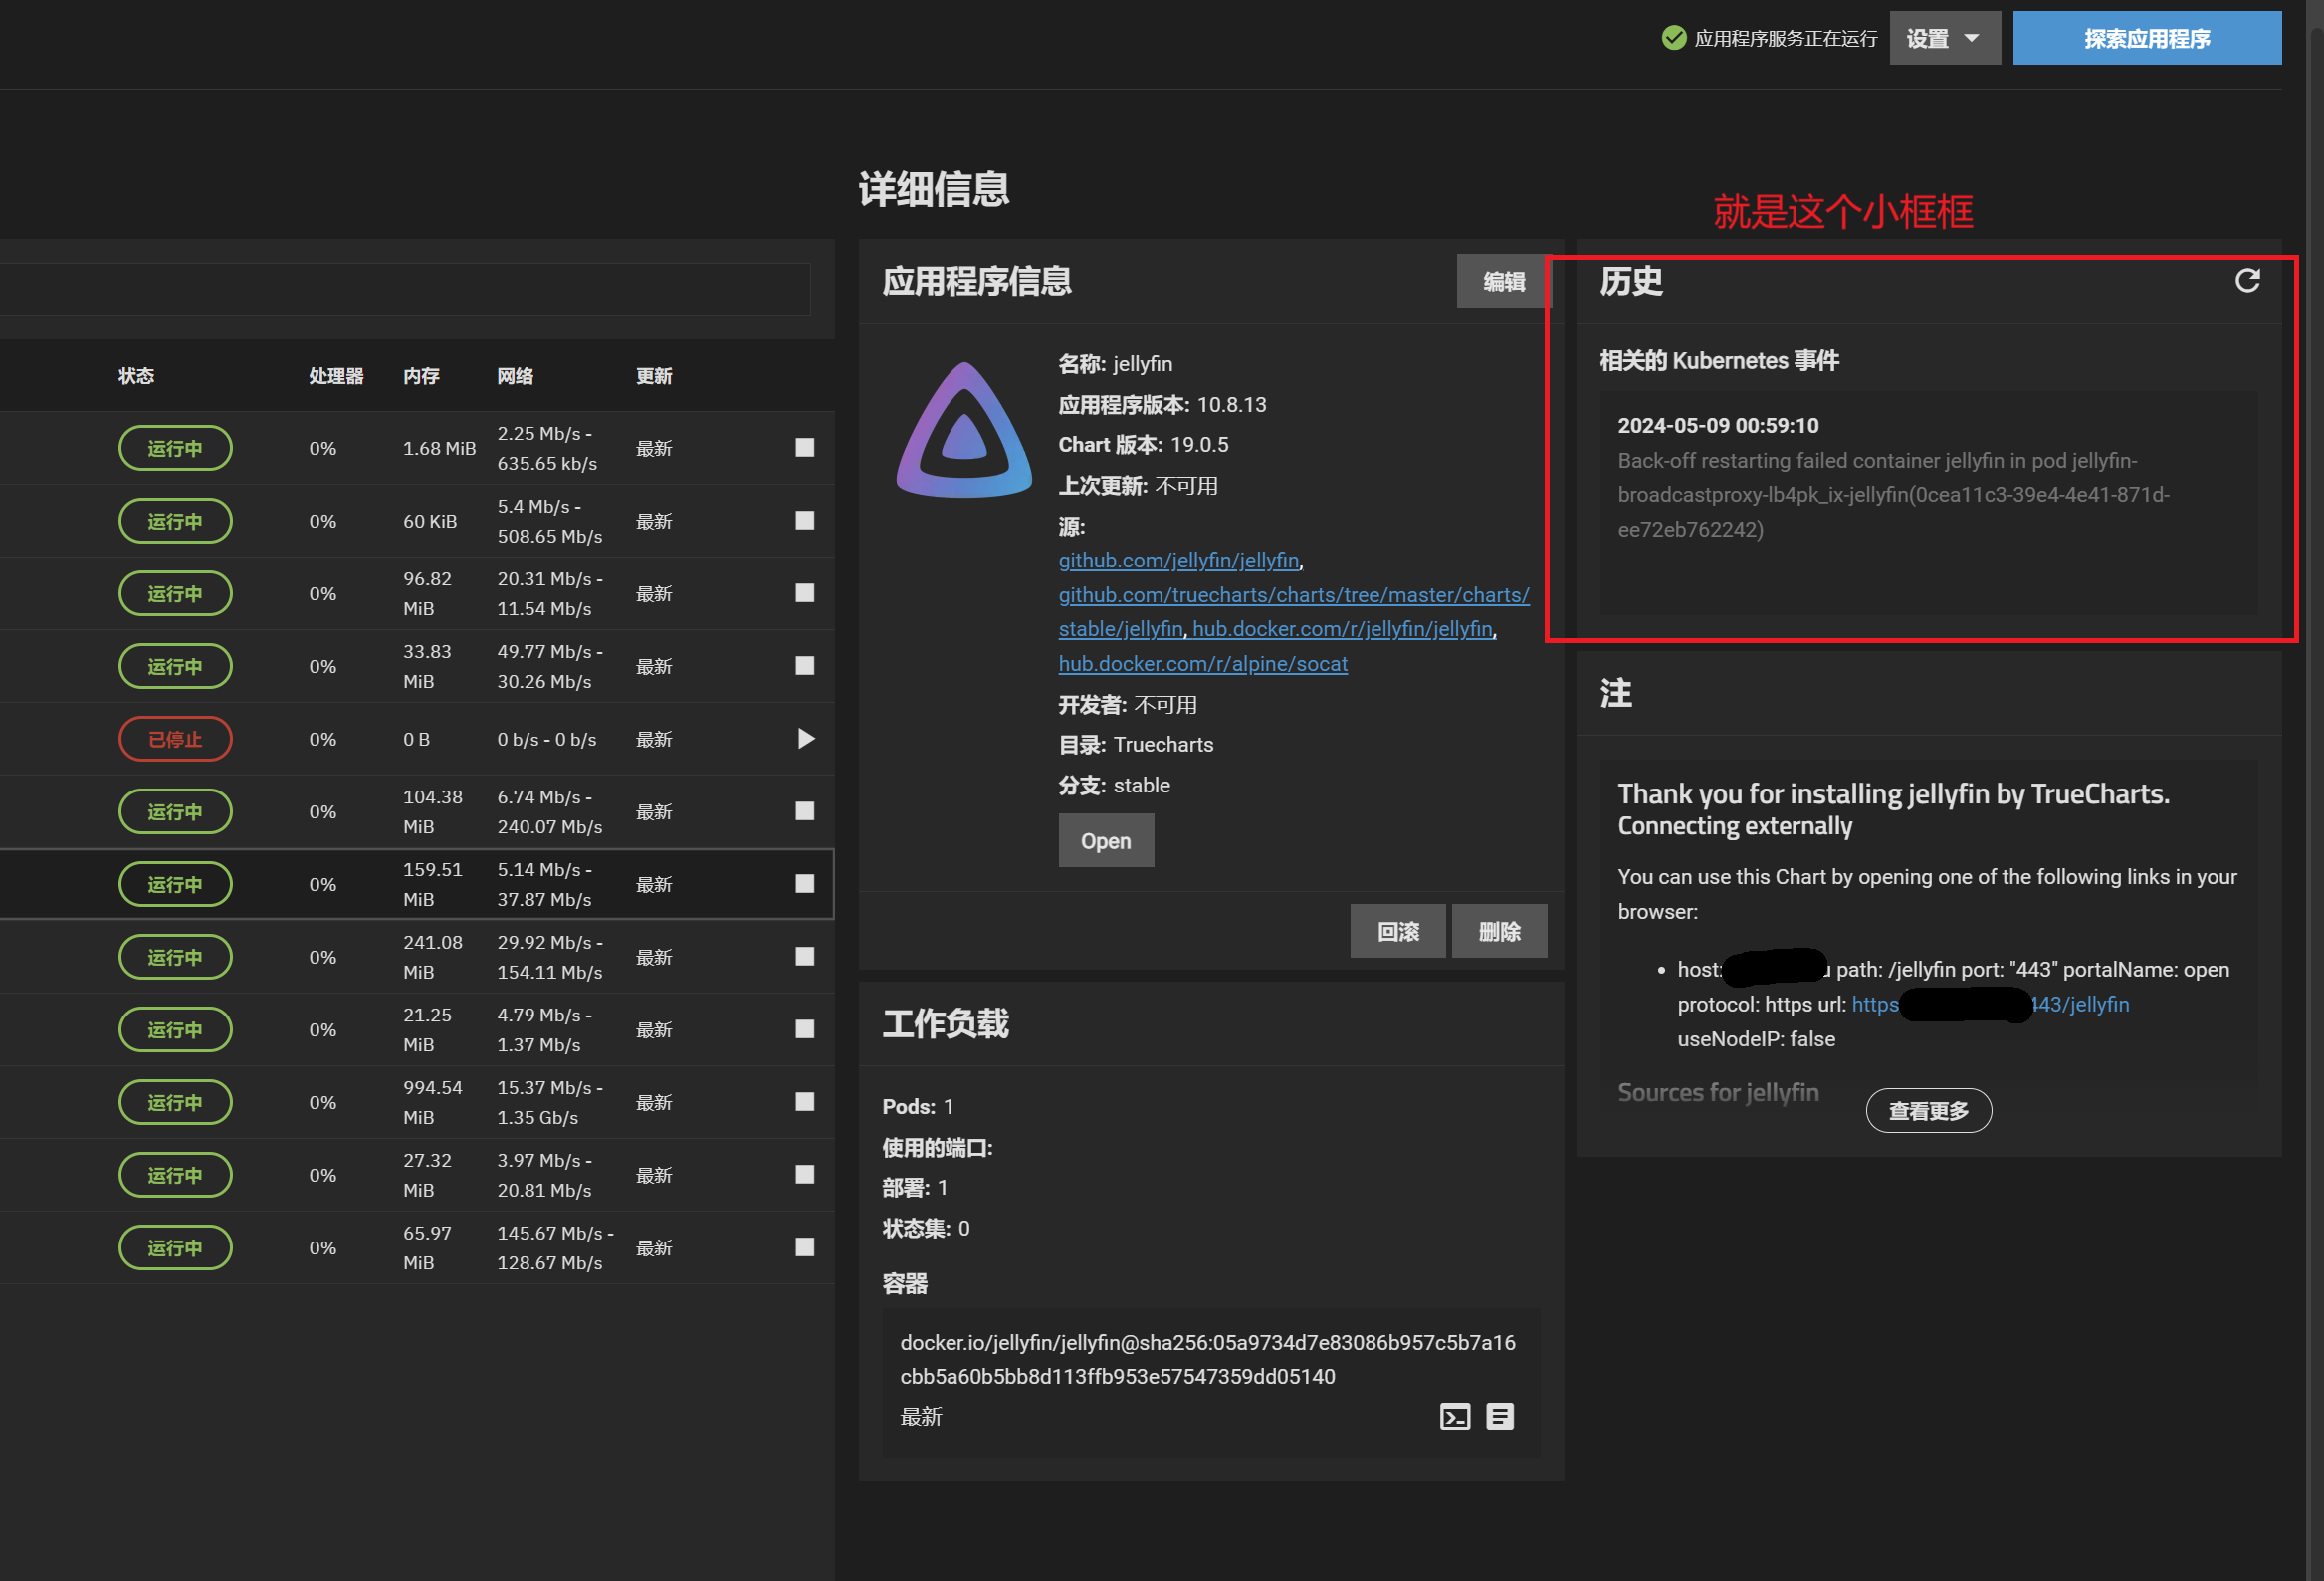 应用程序服务正在运行
设置
探索应用程序
详细信息
就是这个小框框
状态 处理器 内存 网络 更新
运行中 0% 1.68 MiB 2.25 Mb/s -
635.65 kb/s 最新
运行中 0% 60 KiB 5.4 Mb/s -
508.65 Mb/s 最新
运行中 0% 96.82
MiB 20.31 Mb/s -
11.54 Mb/s 最新
运行中 0% 33.83
MiB 49.77 Mb/s -
30.26 Mb/s 最新
已停止 0% 0 B 0 b/s - 0 b/s 最新
运行中 0% 104.38
MiB 6.74 Mb/s -
240.07 Mb/s 最新
运行中 0% 159.51
MiB 5.14 Mb/s -
37.87 Mb/s 最新
运行中 0% 241.08
MiB 29.92 Mb/s -
154.11 Mb/s 最新
运行中 0% 21.25
MiB 4.79 Mb/s -
1.37 Mb/s 最新
运行中 0% 994.54
MiB 15.37 Mb/s -
1.35 Gb/s 最新
运行中 0% 27.32
MiB 3.97 Mb/s -
20.81 Mb/s 最新
运行中 0% 65.97
MiB 145.67 Mb/s -
128.67 Mb/s 最新
应用程序信息
编辑
名称: jellyfin
应用程序版本: 10.8.13
Chart 版本: 19.0.5
上次更新: 不可用
源:
github.com/jellyfin/jellyfin,
github.com/truecharts/charts/tree/master/charts/
stable/jellyfin, hub.docker.com/r/jellyfin/jellyfin,
hub.docker.com/r/alpine/socat
开发者: 不可用
目录: Truecharts
分支: stable
Open
回滚
删除
工作负载
Pods: 1
使用的端口:
部署: 1
状态集: 0
容器
docker.io/jellyfin/jellyfin@sha256:05a9734d7e83086b957c5b7a16
cbb5a60b5bb8d113ffb953e57547359dd05140
最新
历史
相关的 Kubernetes 事件
2024-05-09 00:59:10
Back-off restarting failed container jellyfin in pod jellyfin-
broadcastproxy-lb4pk_ix-jellyfin(0cea11c3-39e4-4e41-871d-
ee72eb762242)
注
Thank you for installing jellyfin by TrueCharts.
Connecting externally
You can use this Chart by opening one of the following links in your
browser:
• host: path: /jellyfin port: "443" portalName: open
protocol: https url: https 443/jellyfin
useNodeIP: false
Sources for jellyfin
查看更多